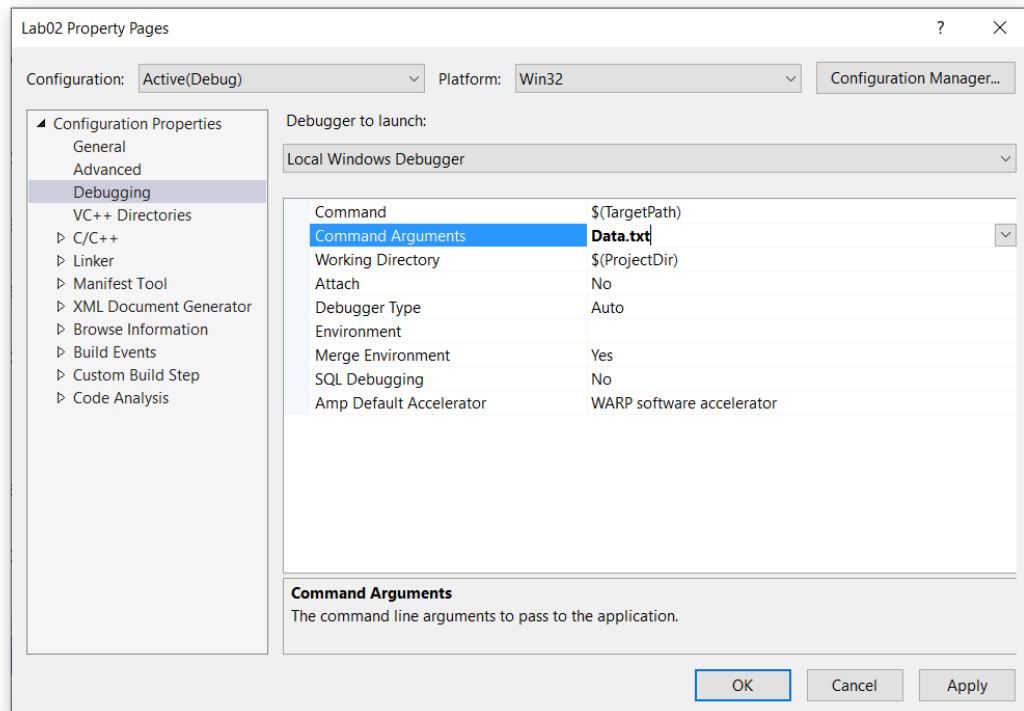 Lab02 Property Pages
?
Configuration: Active(Debug) Platform: Win32 Configuration Manager...
Configuration Properties
General
Advanced
Debugging
VC++ Directories
C/C++
Linker
Manifest Tool
XML Document Generator
Browse Information
Build Events
Custom Build Step
Code Analysis
Debugger to launch:
Local Windows Debugger
Command $(TargetPath)
Command Arguments Data.txt
Working Directory $(ProjectDir)
Attach No
Debugger Type Auto
Environment
Merge Environment Yes
SQL Debugging No
Amp Default Accelerator WARP software accelerator
Command Arguments
The command line arguments to pass to the application.
OK Cancel Apply